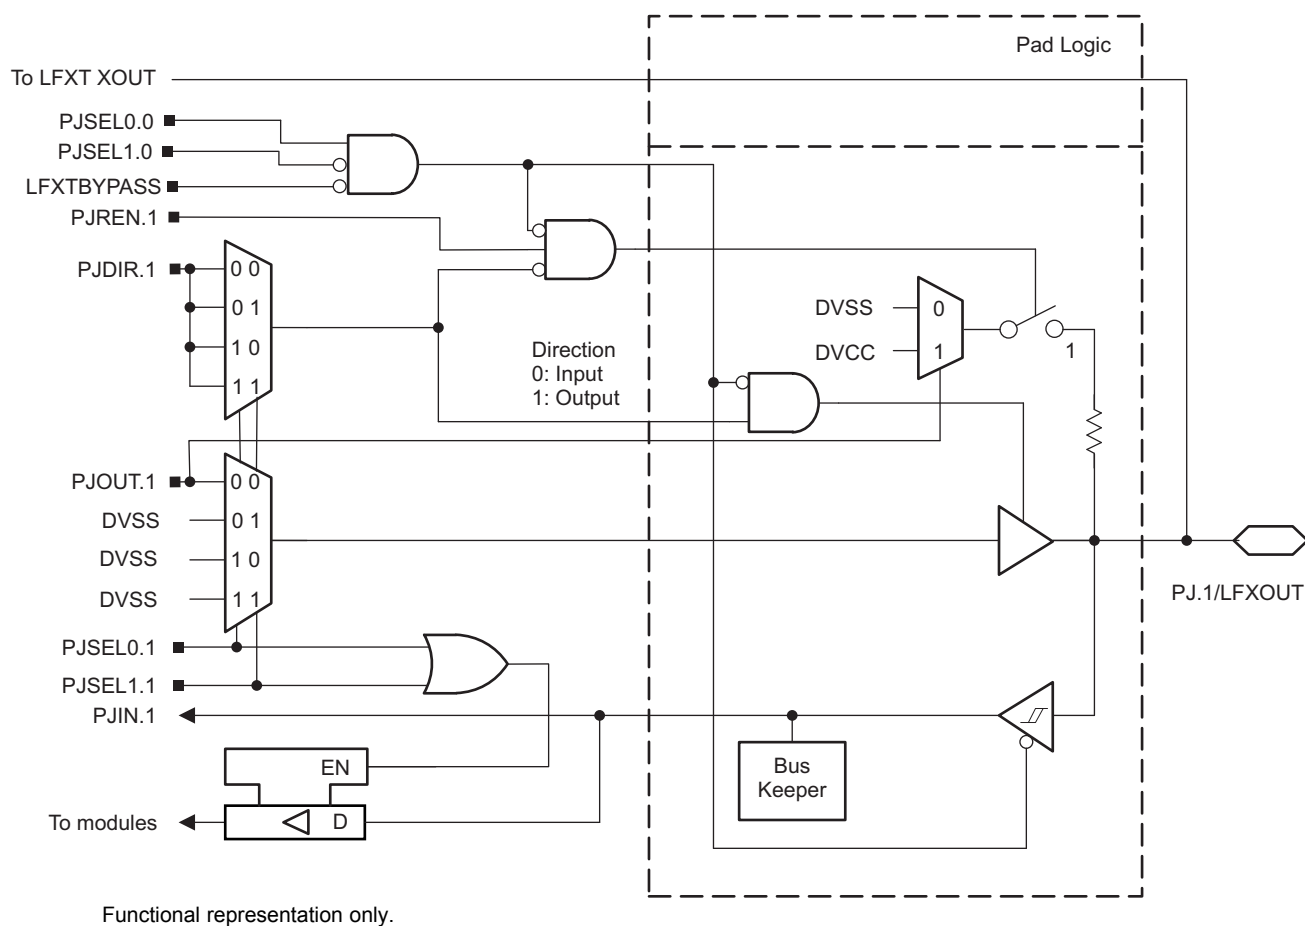 Pad Logic
To LFXT XOUT
PJSEL0.0
PJSEL1.0
LFXTBYPASS
PJREN.1
PJDIR.1
0 0
0 1
1 0
1 1
DVSS
0
DVCC
1
1
Direction
0: Input
1: Output
PJOUT.1
0 0
DVSS
0 1
DVSS
1 0
DVSS
1 1
PJ.1/LFXOUT
PJSEL0.1
PJSEL1.1
PJIN.1
EN
Bus
Keeper
To modules
D
Functional representation only.